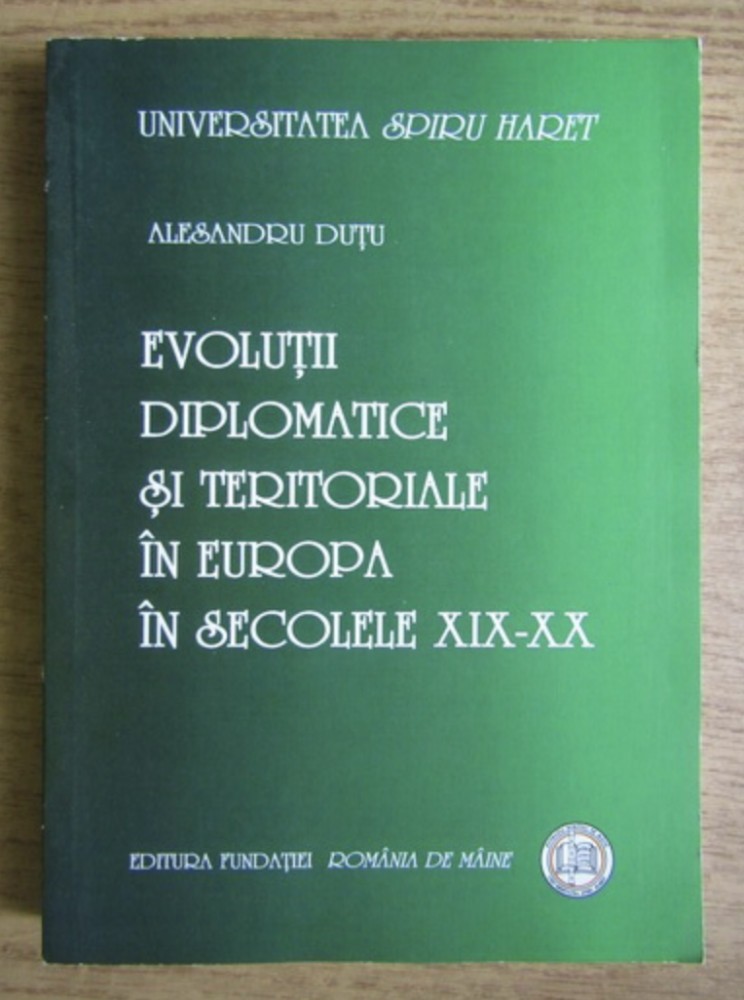 UNIVERSITATEA SPIRU HARET
ALESANDRU DUȚU
EVOLUȚII
DIPLOMATICE
ȘI TERITORIALE
ÎN EUROPA
ÎN SECOLELE XIX-XX
EDITURA FUNDAȚIEI ROMÂNIA DE MÂINE